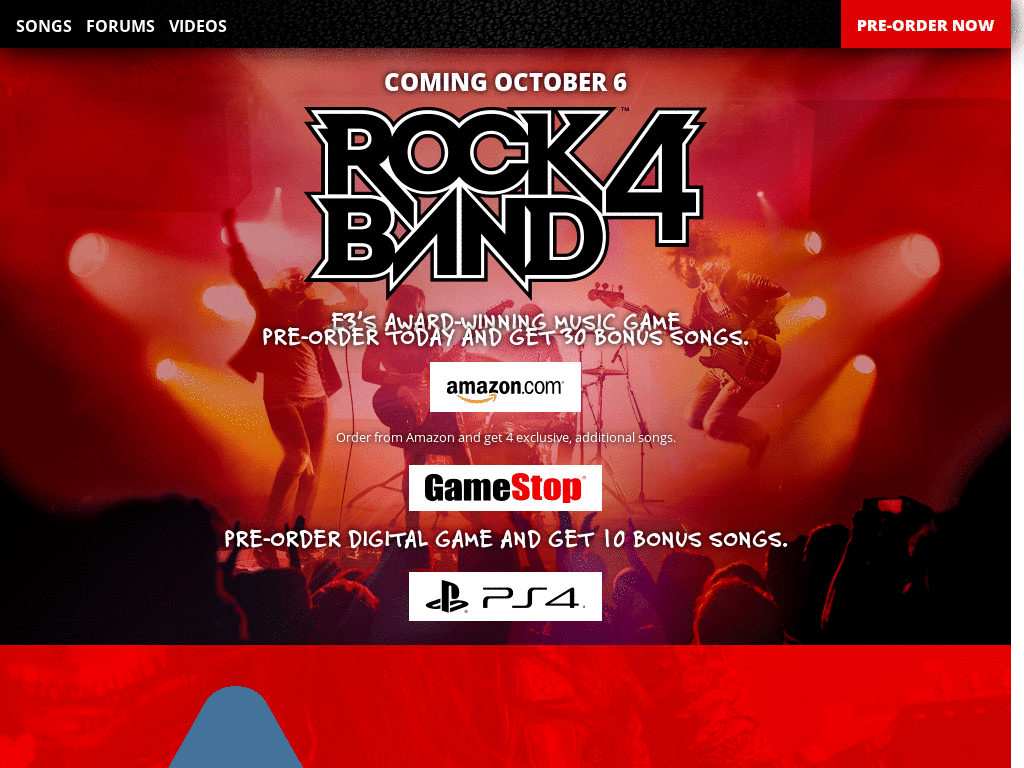 SONGS FORUMS VIDEOS PRE-ORDER NOW
COMING OCTOBER 6
ROCK BAND 4™
E3'S AWARD-WINNING MUSIC GAME
PRE-ORDER TODAY AND GET 30 BONUS SONGS.
amazon.com®
Order from Amazon and get 4 exclusive, additional songs.
GameStop®
PRE-ORDER DIGITAL GAME AND GET 10 BONUS SONGS.
PS4